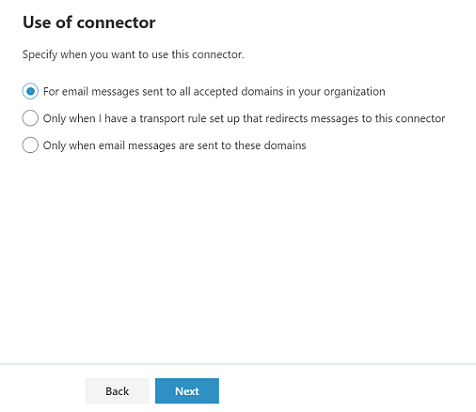 Use of connector
Specify when you want to use this connector.
For email messages sent to all accepted domains in your organization
Only when I have a transport rule set up that redirects messages to this connector
Only when email messages are sent to these domains
Back
Next